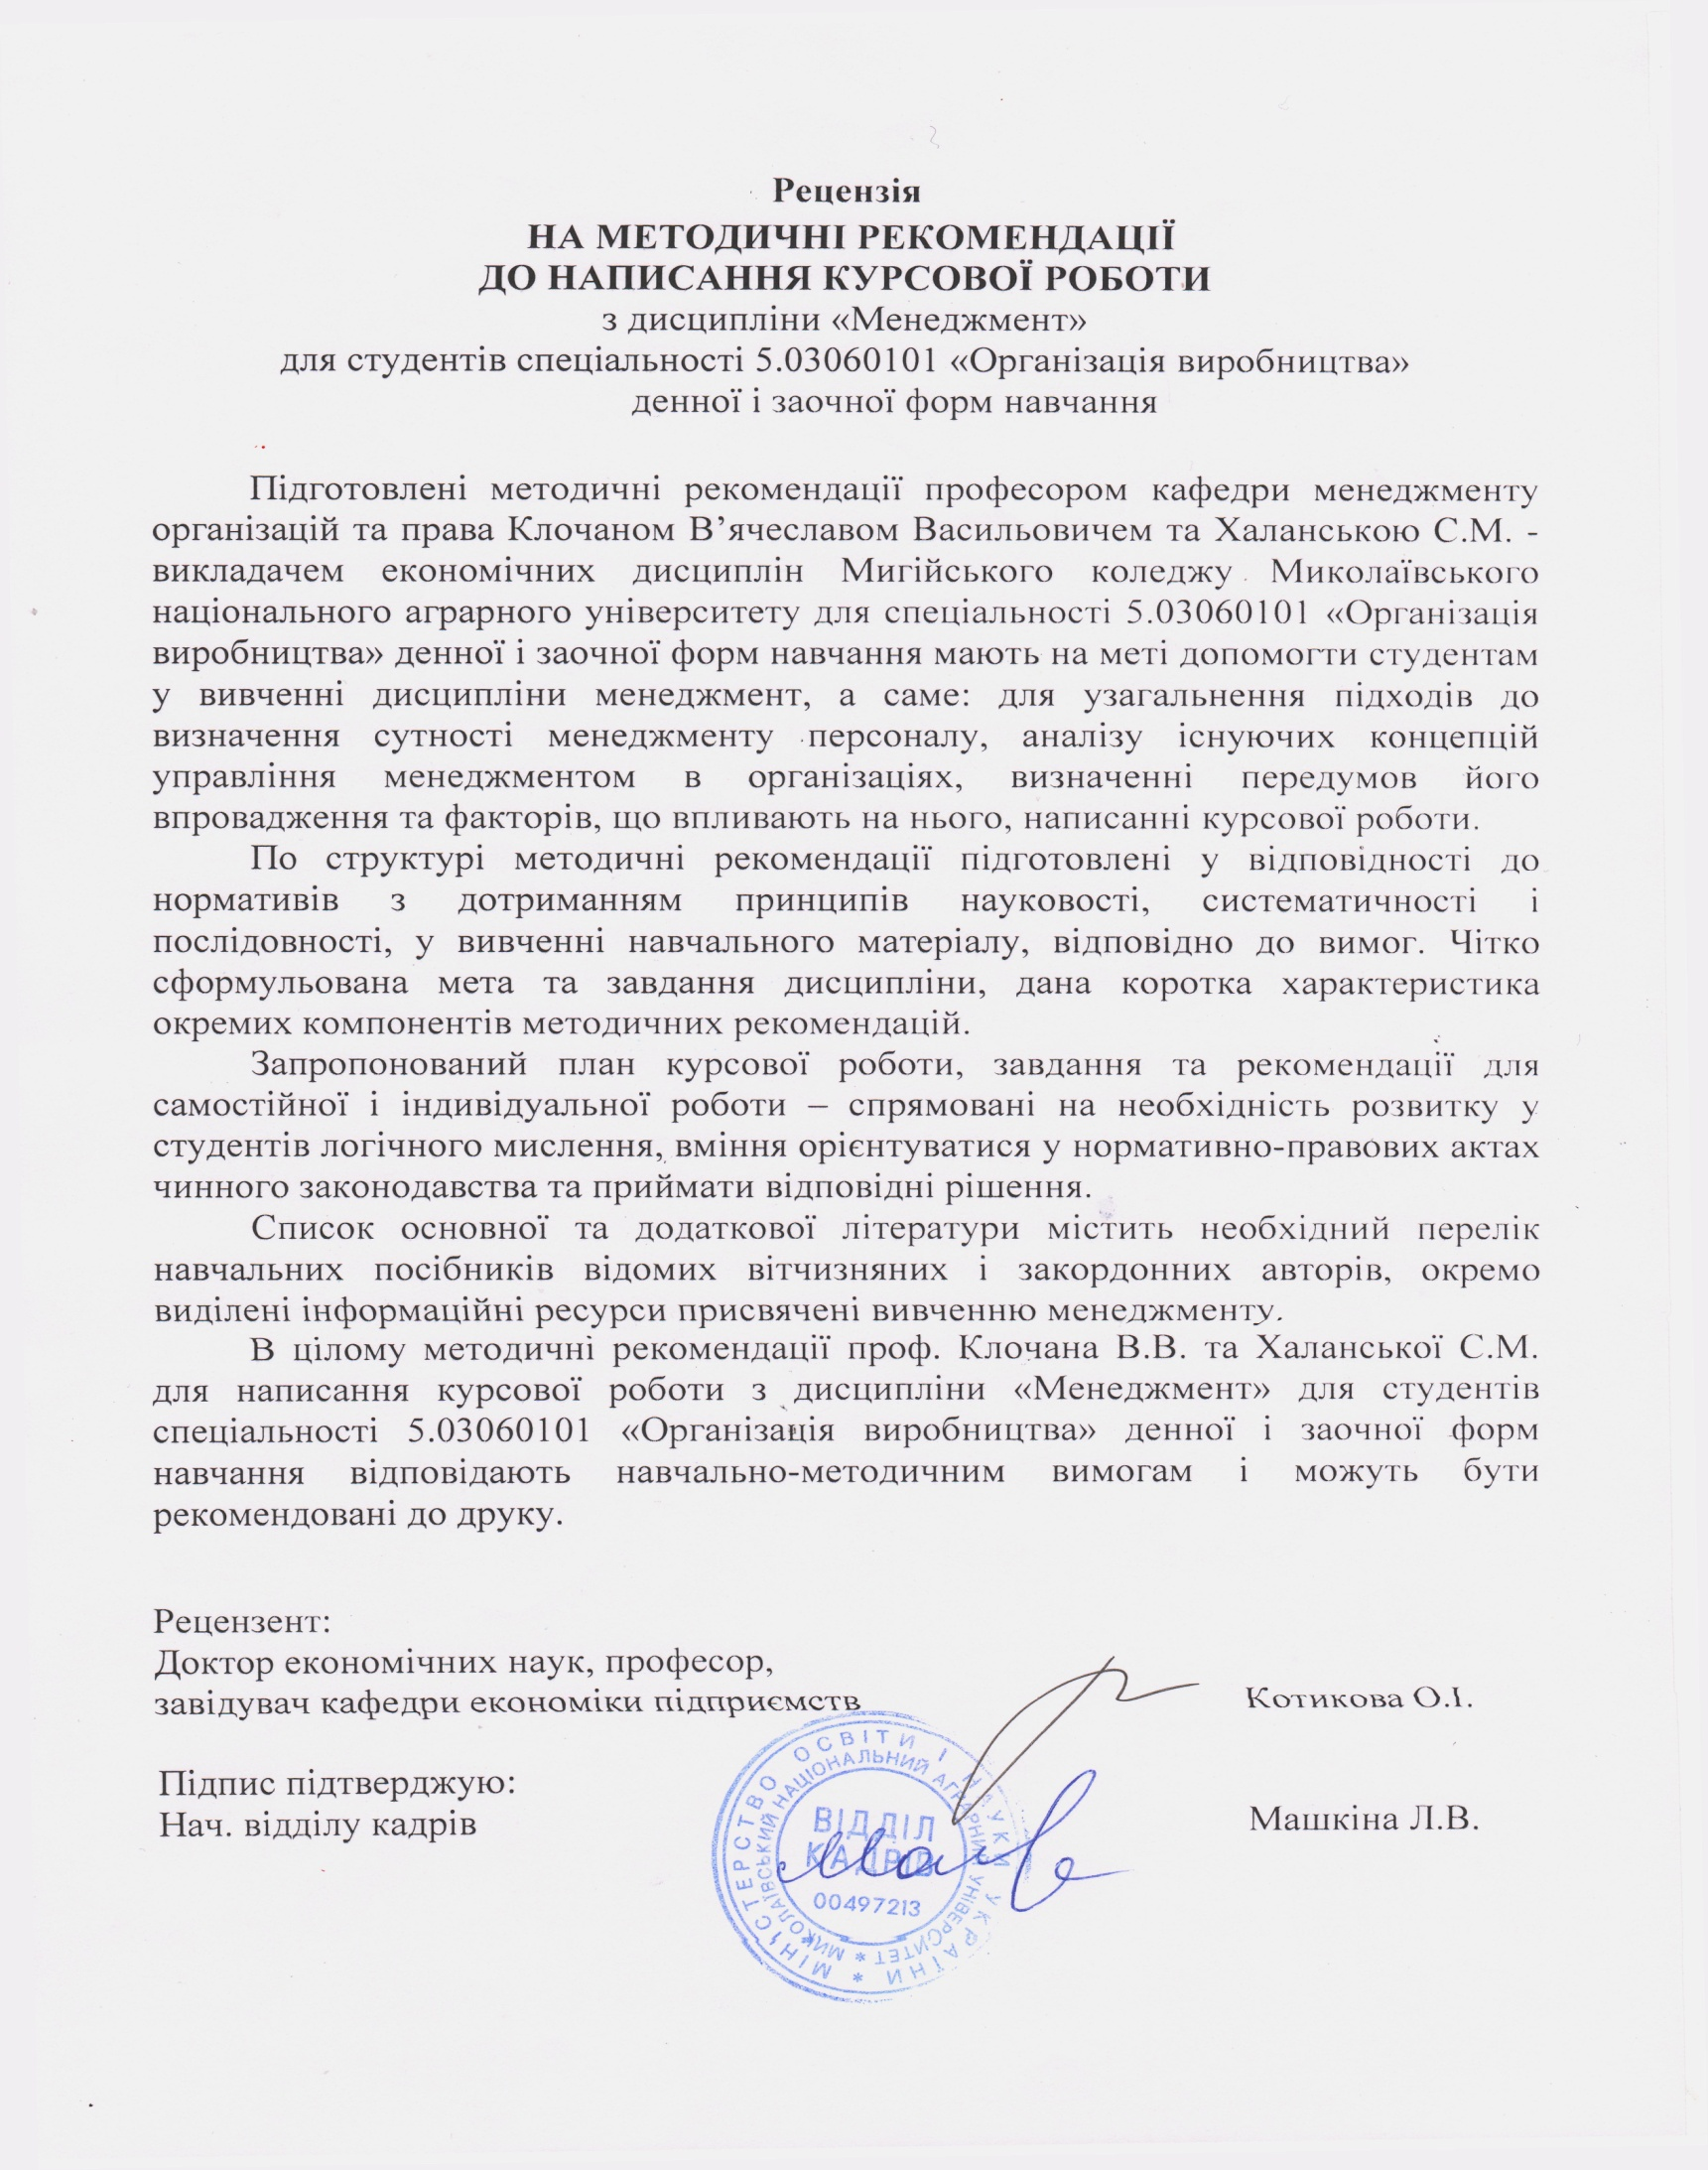 Рецензія
НА МЕТОДИЧНІ РЕКОМЕНДАЦІЇ
ДО НАПИСАННЯ КУРСОВОЇ РОБОТИ
з дисципліни «Менеджмент»
для студентів спеціальності 5.03060101 «Організація виробництва»
денної і заочної форм навчання
Підготовлені методичні рекомендації професором кафедри менеджменту
організацій та права Клочаном В’ячеславом Васильовичем та Халанською С.М. -
викладачем економічних дисциплін Мигійського коледжу Миколаївського
національного аграрного університету для спеціальності 5.03060101 «Організація
виробництва» денної і заочної форм навчання мають на меті допомогти студентам
у вивченні дисципліни менеджмент, а саме: для узагальнення підходів до
визначення сутності менеджменту персоналу, аналізу існуючих концепцій
управління менеджментом в організаціях, визначенні передумов його
впровадження та факторів, що впливають на нього, написанні курсової роботи.
По структурі методичні рекомендації підготовлені у відповідності до
нормативів з дотриманням принципів науковості, систематичності і
послідовності, у вивченні навчального матеріалу, відповідно до вимог. Чітко
сформульована мета та завдання дисципліни, дана коротка характеристика
окремих компонентів методичних рекомендацій.
Запропонований план курсової роботи, завдання та рекомендації для
самостійної і індивідуальної роботи – спрямовані на необхідність розвитку у
студентів логічного мислення, вміння орієнтуватися у нормативно-правових актах
чинного законодавства та приймати відповідні рішення.
Список основної та додаткової літератури містить необхідний перелік
навчальних посібників відомих вітчизняних і закордонних авторів, окремо
виділені інформаційні ресурси присвячені вивченню менеджменту.
В цілому методичні рекомендації проф. Клочана В.В. та Халанської С.М.
для написання курсової роботи з дисципліни «Менеджмент» для студентів
спеціальності 5.03060101 «Організація виробництва» денної і заочної форм
навчання відповідають навчально-методичним вимогам і можуть бути
рекомендовані до друку.
Рецензент:
Доктор економічних наук, професор,
завідувач кафедри економіки підприємств Котикова О.І.
Підпис підтверджую:
Нач. відділу кадрів Машкіна Л.В.
МІНІСТЕРСТВО ОСВІТИ І НАУКИ УКРАЇНИ *
МИКОЛАЇВСЬКИЙ НАЦІОНАЛЬНИЙ АГРАРНИЙ УНІВЕРСИТЕТ *
ВІДДІЛ
КАДРІВ
00497213